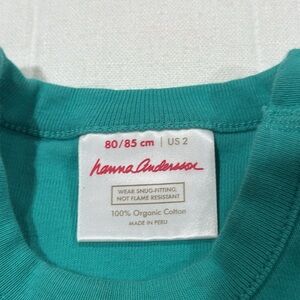 80/85 cm | US 2
hanna andersson
WEAR SNUG-FITTING,
NOT FLAME RESISTANT
100% Organic Cotton
MADE IN PERU